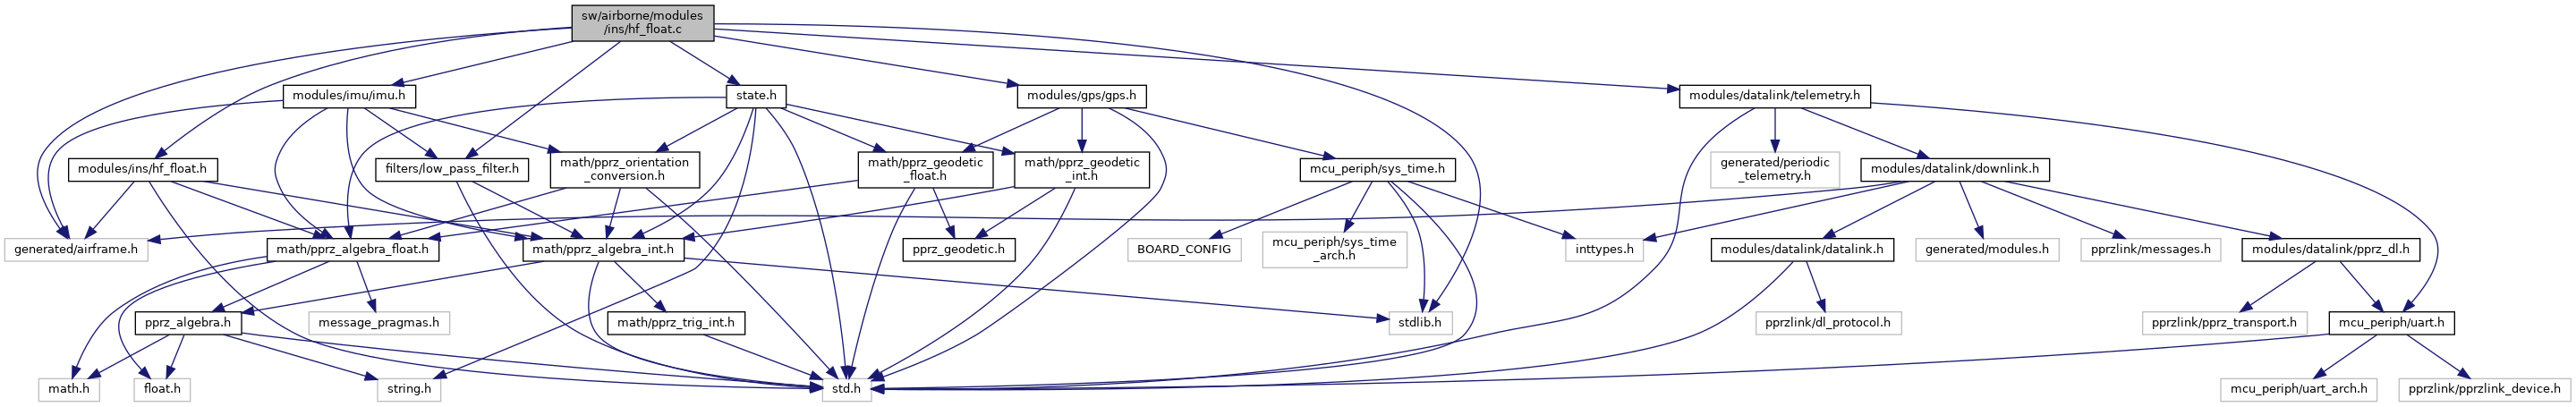 sw/airborne/modules
/ins/hf_float.c
modules/imu/imu.h
state.h
modules/gps/gps.h
modules/datalink/telemetry.h
modules/ins/hf_float.h
filters/low_pass_filter.h
math/pprz_orientation
_conversion.h
math/pprz_geodetic
_float.h
math/pprz_geodetic
_int.h
mcu_periph/sys_time.h
generated/periodic
_telemetry.h
modules/datalink/downlink.h
generated/airframe.h
math/pprz_algebra_float.h
math/pprz_algebra_int.h
pprz_geodetic.h
BOARD_CONFIG
mcu_periph/sys_time
_arch.h
inttypes.h
modules/datalink/datalink.h
generated/modules.h
pprzlink/messages.h
modules/datalink/pprz_dl.h
pprz_algebra.h
message_pragmas.h
math/pprz_trig_int.h
stdlib.h
pprzlink/dl_protocol.h
pprzlink/pprz_transport.h
mcu_periph/uart.h
math.h
float.h
string.h
std.h
mcu_periph/uart_arch.h
pprzlink/pprzlink_device.h